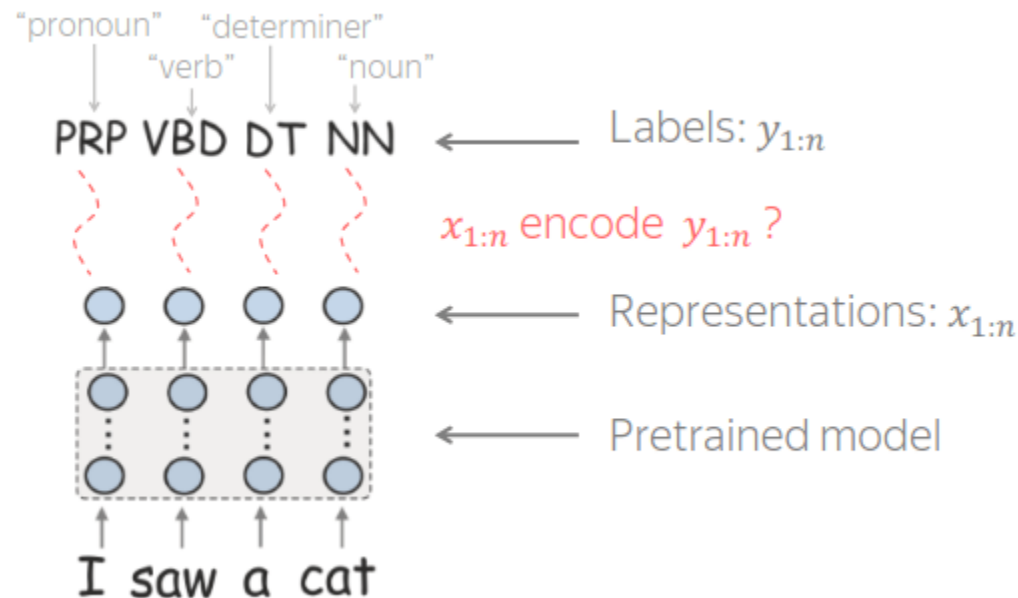 “pronoun” “determiner”
“verb” “noun”
PRP VBD DT NN
Labels: y₁:ₙ
x₁:ₙ encode y₁:ₙ ?
Representations: x₁:ₙ
Pretrained model
I saw a cat